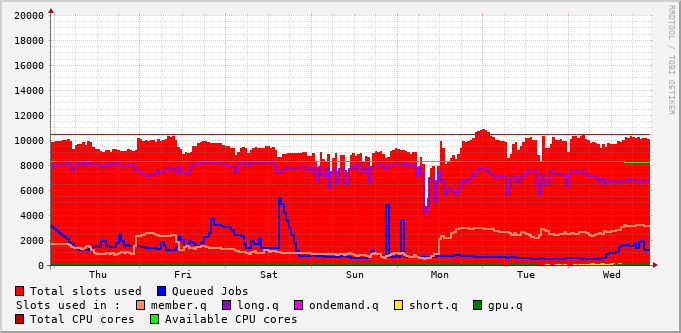 20000
18000
16000
14000
12000
10000
8000
6000
4000
2000
0
Thu Fri Sat Sun Mon Tue Wed
RRDTOOL / TOBI OETIKER
Total slots used Queued Jobs
Slots used in : member.q long.q ondemand.q short.q gpu.q
Total CPU cores Available CPU cores